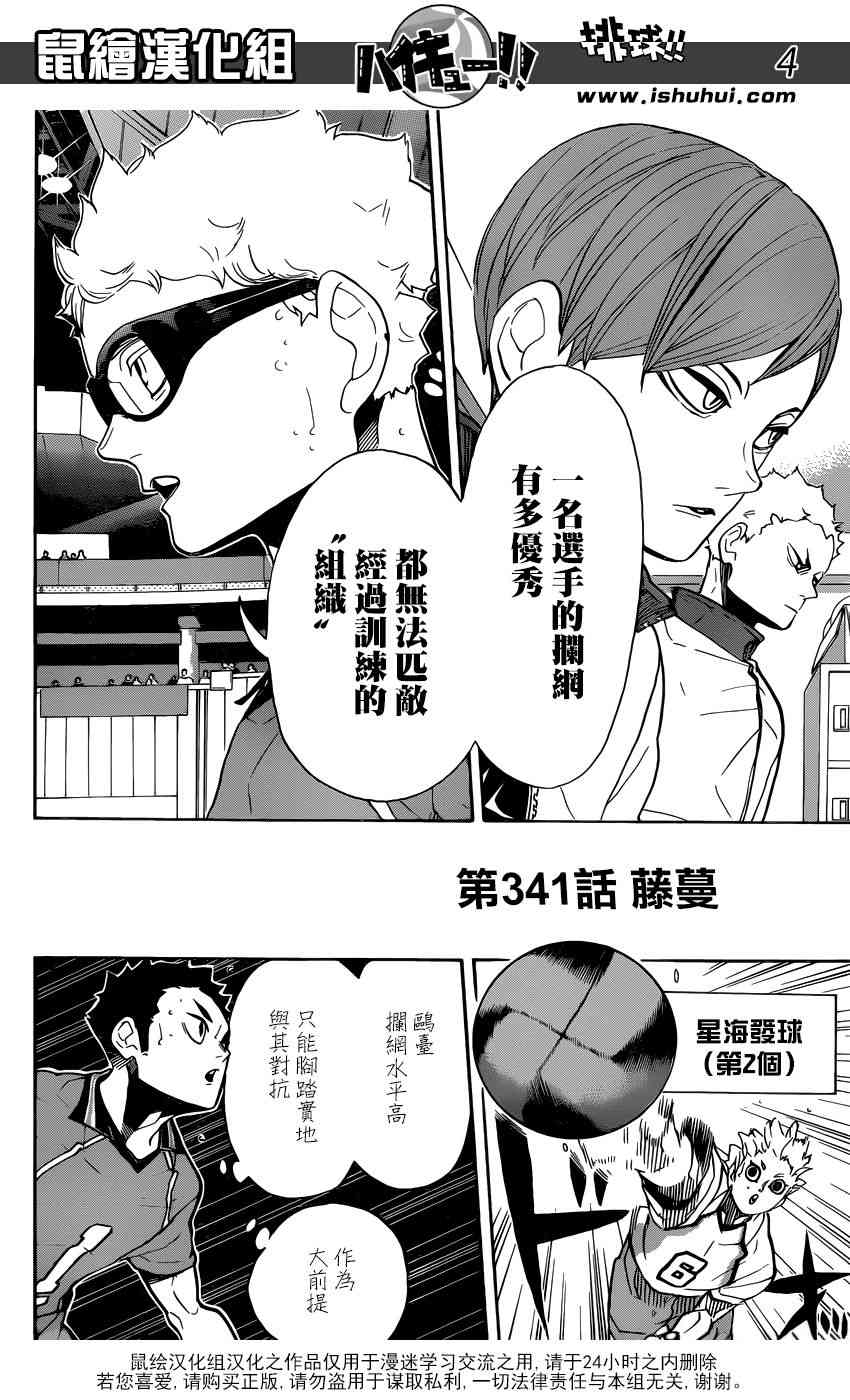 鼠繪漢化組
ハイキュー!!
排球!!
4
www.ishuhui.com
一名選手的攔網
有多優秀
都無法匹敵
經過訓練的
"組織"
第341話 藤蔓
星海發球
(第2個)
鷗臺
攔網水平高
只能腳踏實地
與其對抗
作為
大前提
6
鼠绘汉化组汉化之作品仅用于漫迷学习交流之用, 请于24小时之内删除
若您喜爱, 请购买正版, 请勿盗用于谋取私利, 一切法律责任与本组无关, 谢谢。